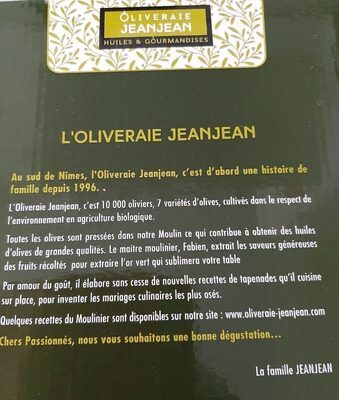 OLIVERAIE
JEANJEAN
HUILES & GOURMANDISES
L'OLIVERAIE JEANJEAN
Au sud de Nimes, l'Oliveraie Jeanjean, c'est d'abord une histoire de
famille depuis 1996. .
L'Oliveraie Jeanjean, c'est 10 000 oliviers, 7 variétés d'olives, cultivés dans le respect de
l'environnement en agriculture biologique.
Toutes les olives sont pressées dans notre Moulin ce qui contribue à obtenir des huiles
d'olives de grandes qualités. Le maitre moulinier, Fabien, extrait les saveurs généreuses
des fruits récoltés pour extraire l'or vert qui sublimera votre table
Par amour du goût, il élabore sans cesse de nouvelles recettes de tapenades qu'il cuisine
sur place, pour inventer les mariages culinaires les plus osés.
Quelques recettes du Moulinier sont disponibles sur notre site : www.oliveraie-jeanjean.com
Chers Passionnés, nous vous souhaitons une bonne dégustation...
La famille JEANJEAN